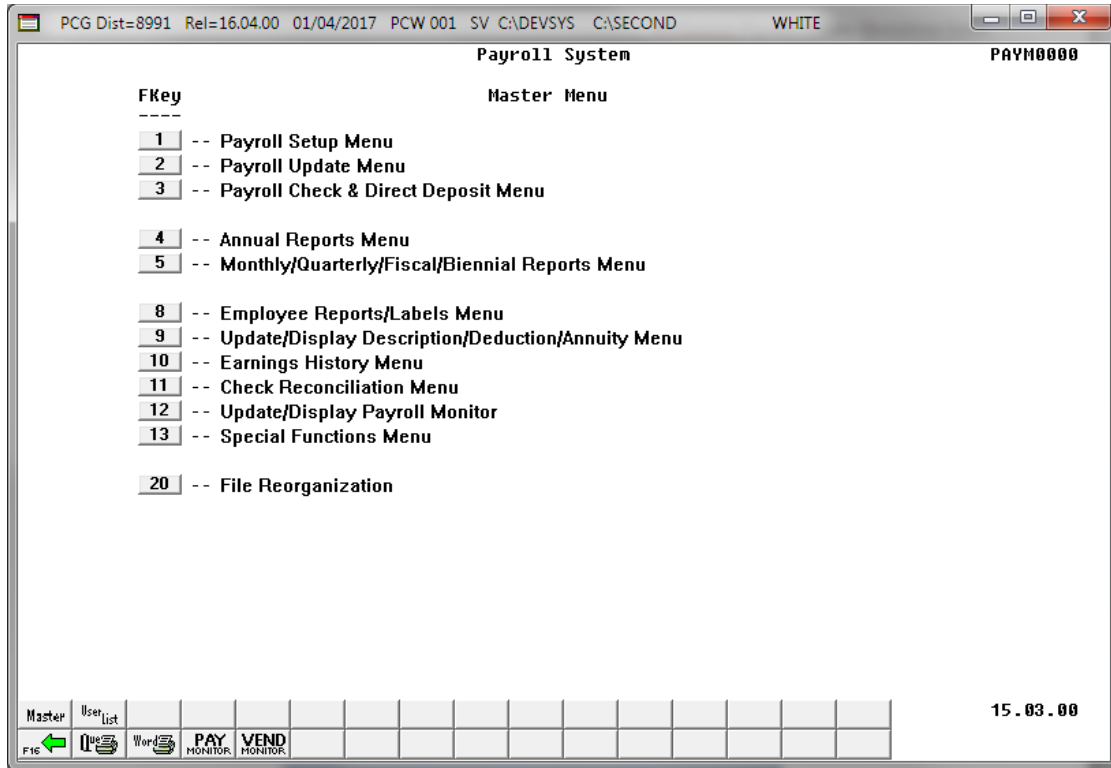 PCG Dist=8991 Rel=16.04.00 01/04/2017 PCW 001 SV C:\DEVSYS C:\SECOND WHITE
Payroll System PAYM0000
FKey Master Menu
----
1 -- Payroll Setup Menu
2 -- Payroll Update Menu
3 -- Payroll Check & Direct Deposit Menu
4 -- Annual Reports Menu
5 -- Monthly/Quarterly/Fiscal/Biennial Reports Menu
8 -- Employee Reports/Labels Menu
9 -- Update/Display Description/Deduction/Annuity Menu
10 -- Earnings History Menu
11 -- Check Reconciliation Menu
12 -- Update/Display Payroll Monitor
13 -- Special Functions Menu
20 -- File Reorganization
Master User List 15.03.00
F16 Que Word PAY MONITOR VEND MONITOR